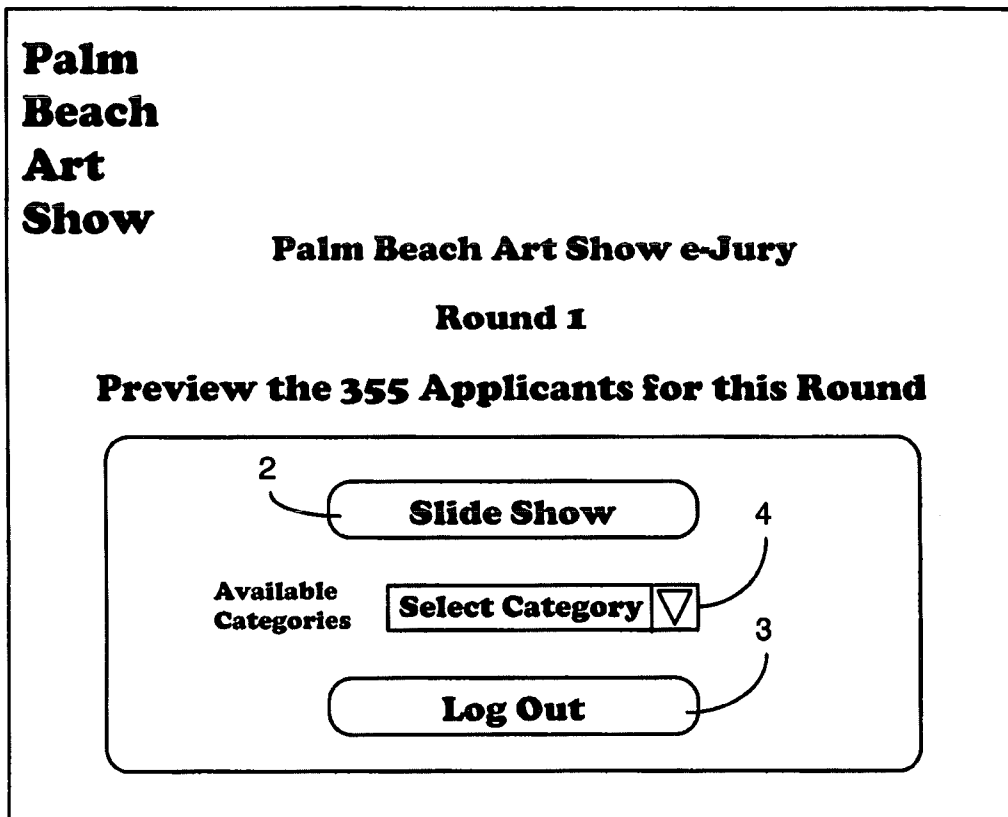 Palm
Beach
Art
Show
Palm Beach Art Show e-Jury
Round 1
Preview the 355 Applicants for this Round
2
Slide Show
4
Available
Categories
Select Category
3
Log Out